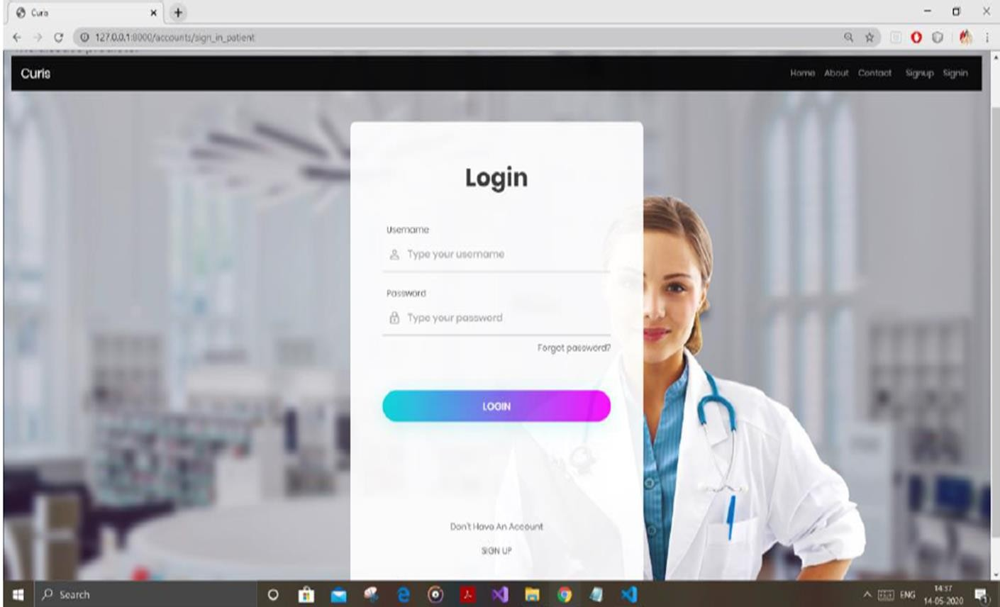 Curis
127.0.0.1:8000/accounts/sign_in_patient
Curis
Home About Contact Signup Signin
Login
Username
Type your username
Password
Type your password
Forgot password?
LOGIN
Don't Have An Account
SIGN UP
Search
ENG
14:37
14-05-2020